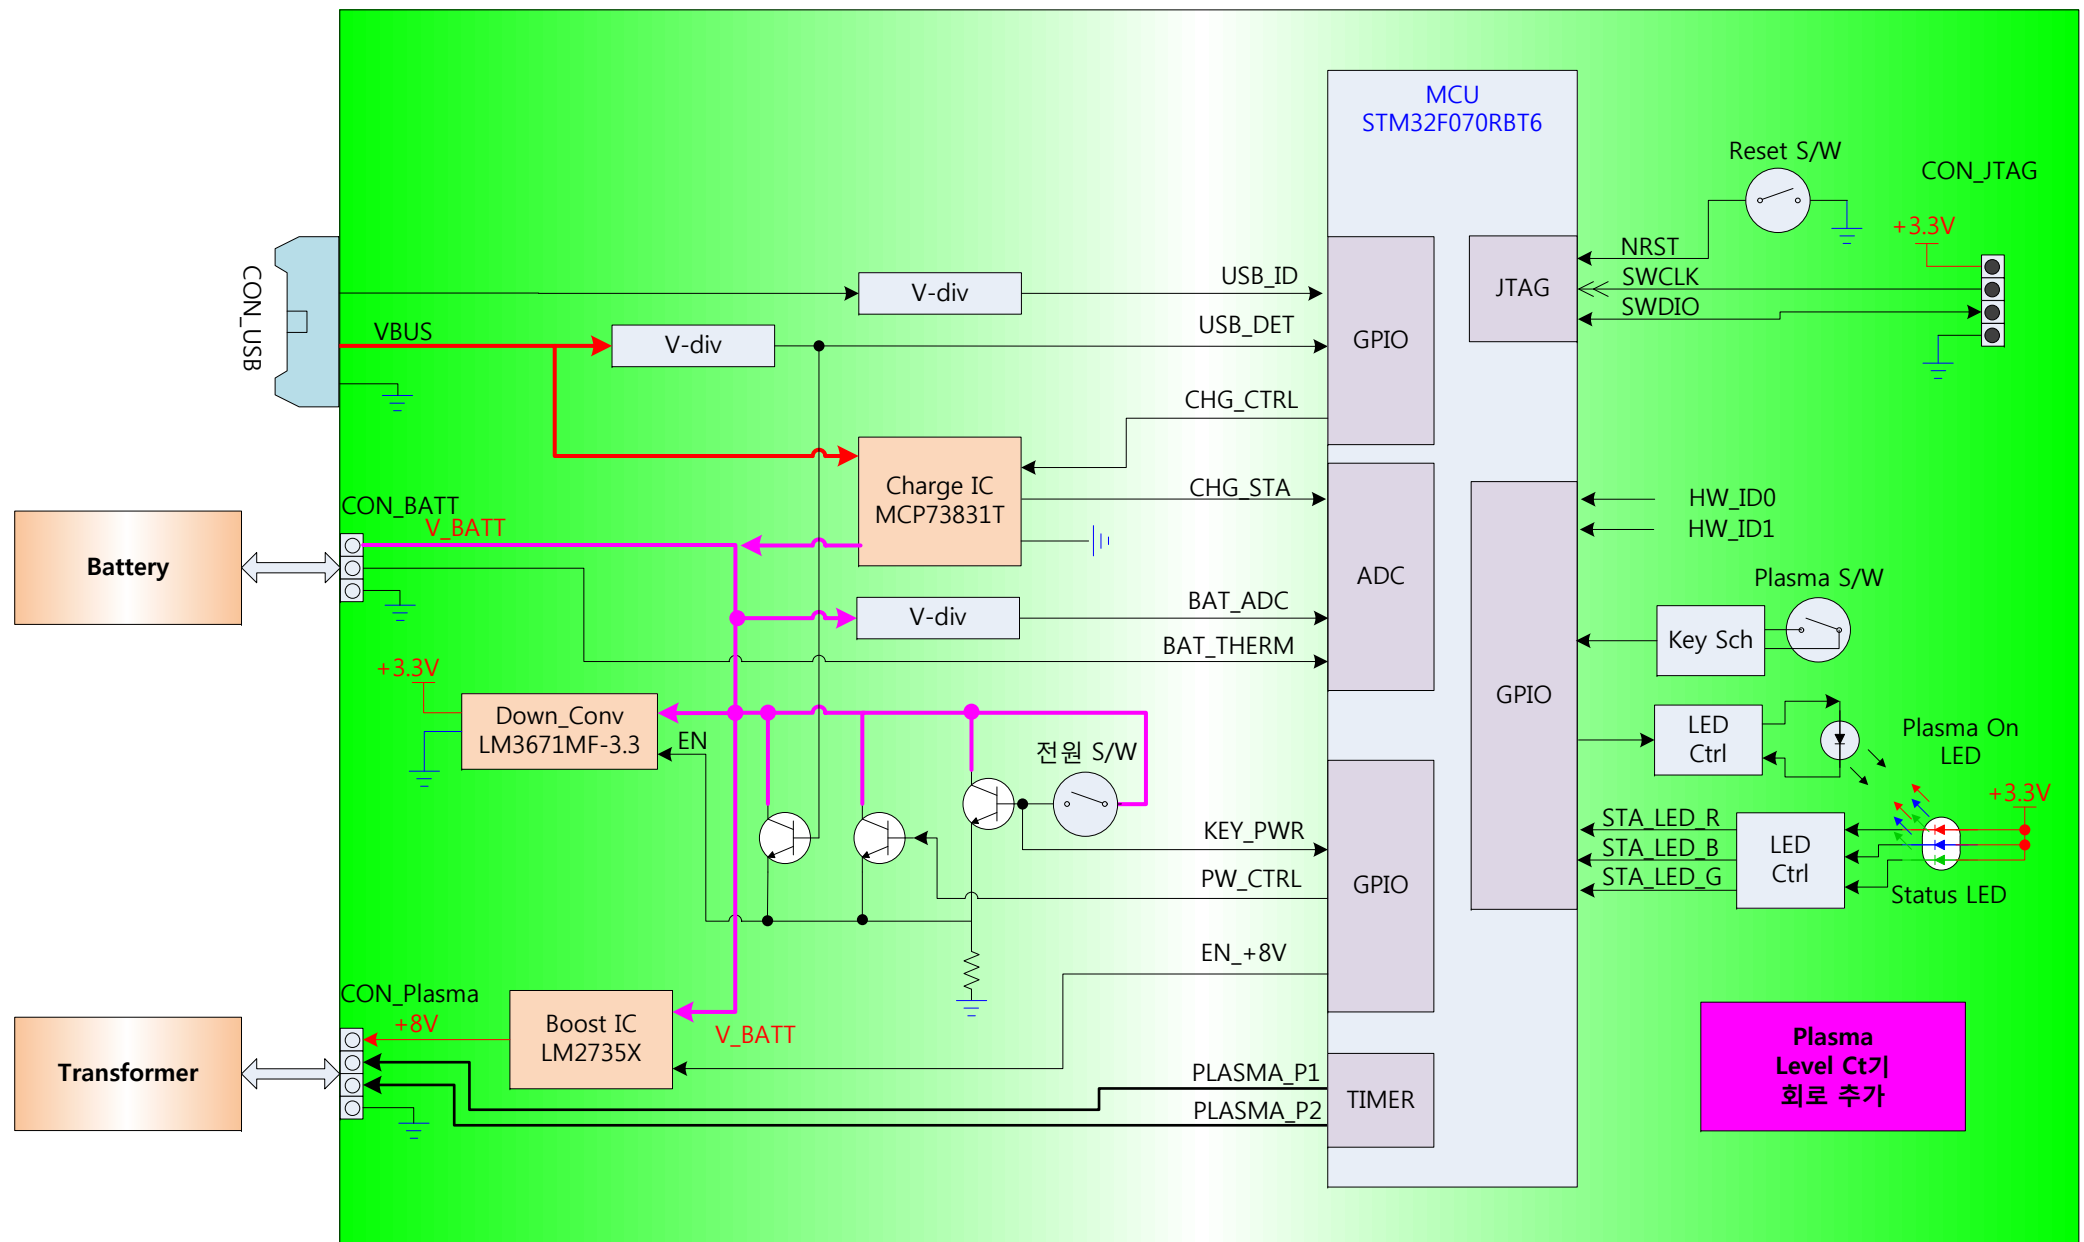 MCU
STM32F070RBT6
Reset S/W
CON_JTAG
+3.3V
NRST
SWCLK
SWDIO
JTAG
CON_USB
VBUS
V-div
V-div
USB_ID
USB_DET
GPIO
CHG_CTRL
Charge IC
MCP73831T
CHG_STA
CON_BATT
V_BATT
Battery
ADC
HW_ID0
HW_ID1
Plasma S/W
V-div
BAT_ADC
BAT_THERM
Key Sch
+3.3V
Down_Conv
LM3671MF-3.3
EN
전원 S/W
GPIO
LED
Ctrl
Plasma On
LED
+3.3V
KEY_PWR
PW_CTRL
GPIO
STA_LED_R
STA_LED_B
STA_LED_G
LED
Ctrl
Status LED
EN_+8V
CON_Plasma
+8V
Boost IC
LM2735X
V_BATT
Transformer
PLASMA_P1
PLASMA_P2
TIMER
Plasma
Level Ct기
회로 추가